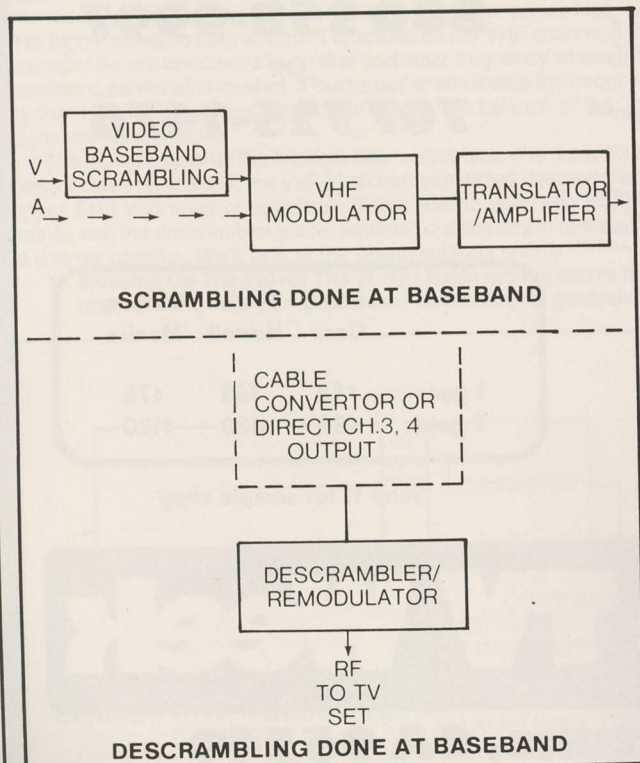 VIDEO
BASEBAND
SCRAMBLING
V
A
VHF
MODULATOR
TRANSLATOR
/AMPLIFIER
SCRAMBLING DONE AT BASEBAND
CABLE
CONVERTOR OR
DIRECT CH.3, 4
OUTPUT
DESCRAMBLER/
REMODULATOR
RF
TO TV
SET
DESCRAMBLING DONE AT BASEBAND